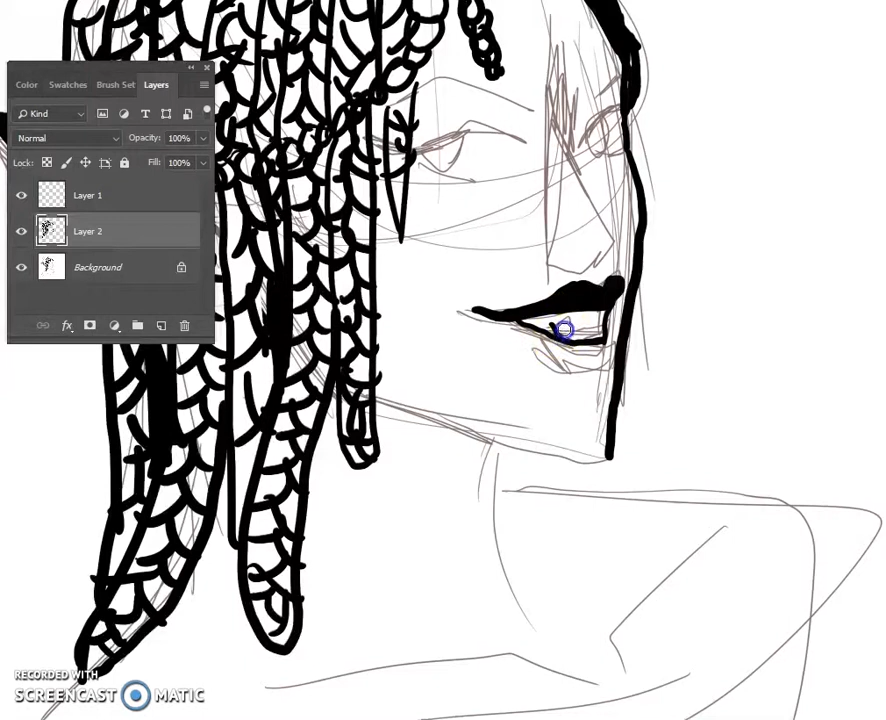 Color Swatches Brush Set Layers
Kind
Normal Opacity: 100%
Lock: Fill: 100%
Layer 1
Layer 2
Background
fx
RECORDED WITH
SCREENCAST MATIC